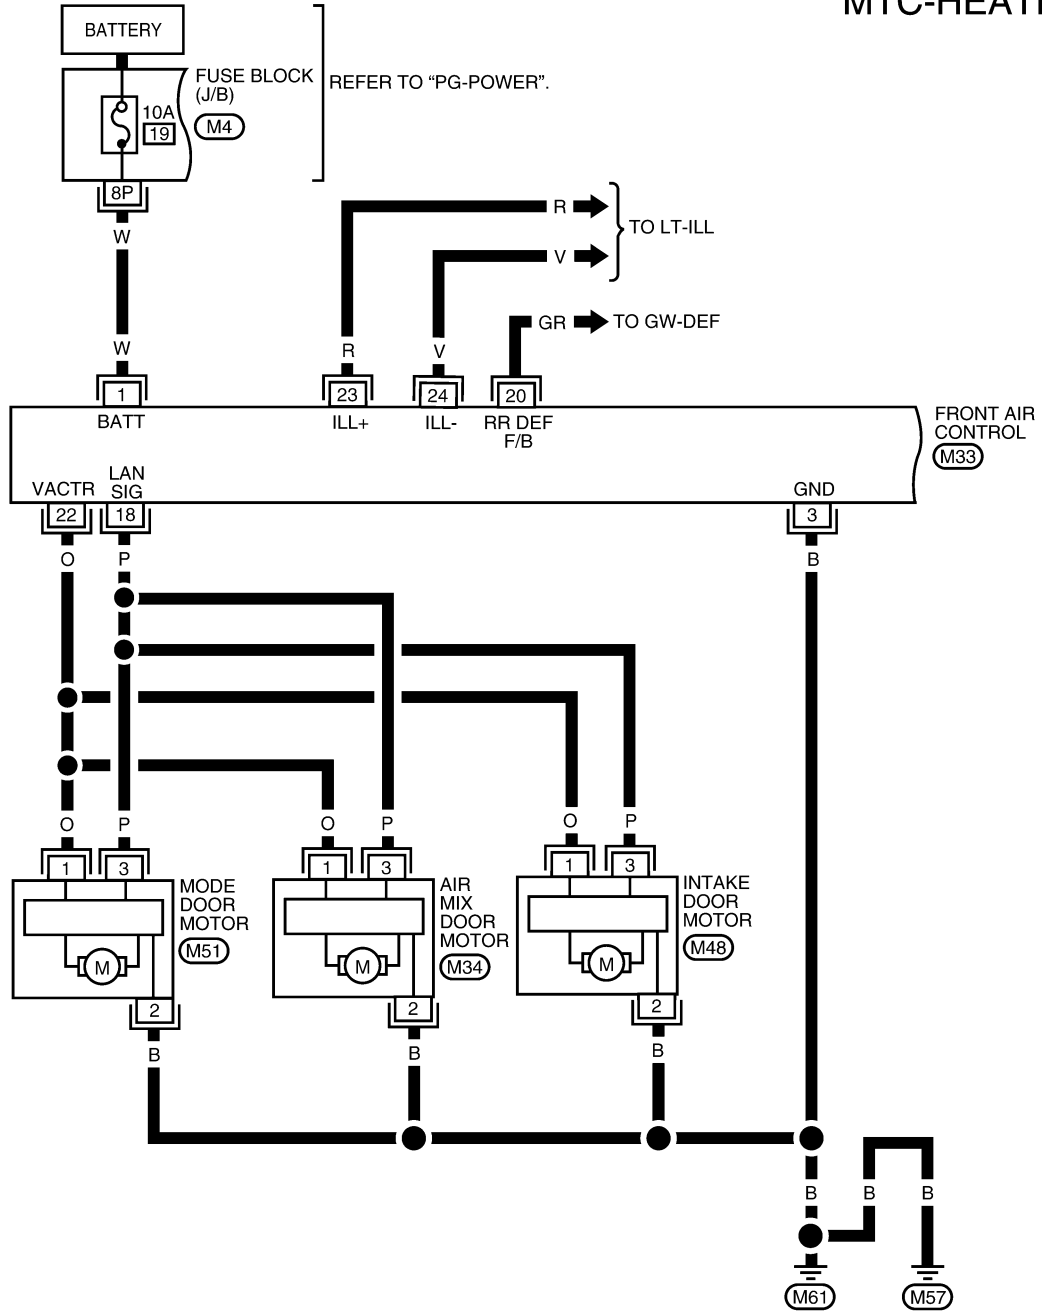 MTC-HEATE
BATTERY
FUSE BLOCK
(J/B)
REFER TO “PG-POWER”.
10A
19
M4
8P
W
R
TO LT-ILL
V
GR
TO GW-DEF
W
R
V
1
23
24
20
BATT
ILL+
ILL-
RR DEF
F/B
FRONT AIR
CONTROL
M33
VACTR
LAN
SIG
GND
22
18
3
O
P
B
O
P
O
P
O
P
1
3
1
3
1
3
MODE
DOOR
MOTOR
M51
AIR
MIX
DOOR
MOTOR
M34
INTAKE
DOOR
MOTOR
M48
M
M
M
2
2
2
B
B
B
B
B
B
M61
M57